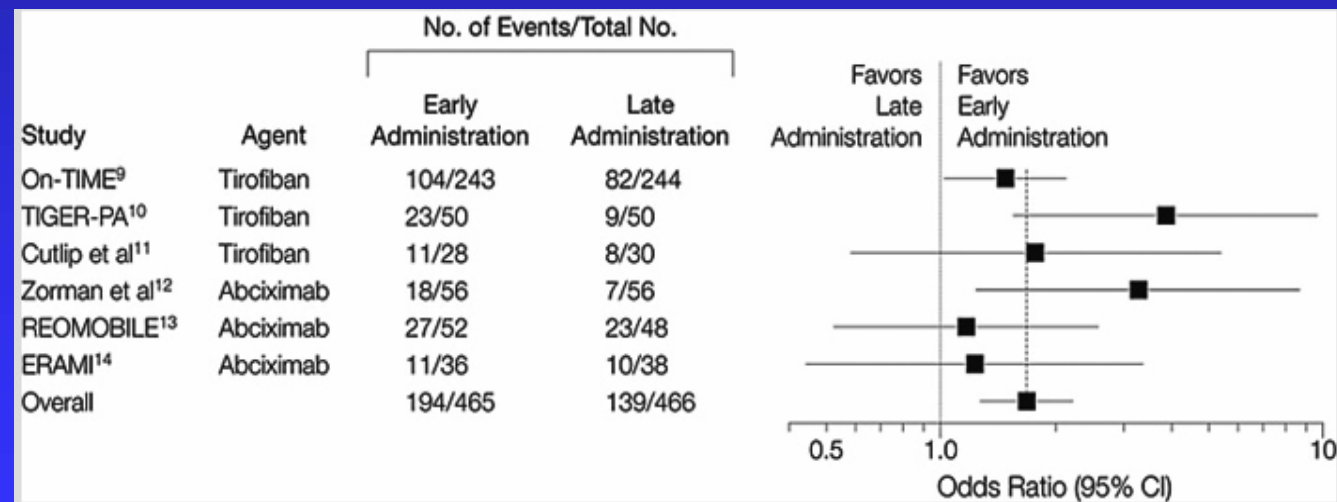 No. of Events/Total No.
Favors Favors
Early Late Late Early
Study Agent Administration Administration Administration Administration
On-TIME⁹ Tirofiban 104/243 82/244
TIGER-PA¹⁰ Tirofiban 23/50 9/50
Cutlip et al¹¹ Tirofiban 11/28 8/30
Zorman et al¹² Abciximab 18/56 7/56
REOMOBILE¹³ Abciximab 27/52 23/48
ERAMI¹⁴ Abciximab 11/36 10/38
Overall 194/465 139/466
0.5 1.0 10
Odds Ratio (95% CI)